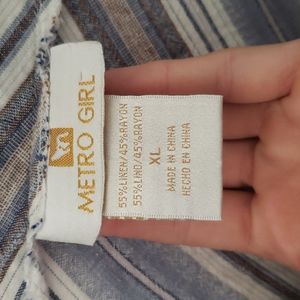 METRO GIRL
55%LINEN/45%RAYON
55%LINO/45%RAYON
XL
MADE IN CHINA
HECHO EN CHINA